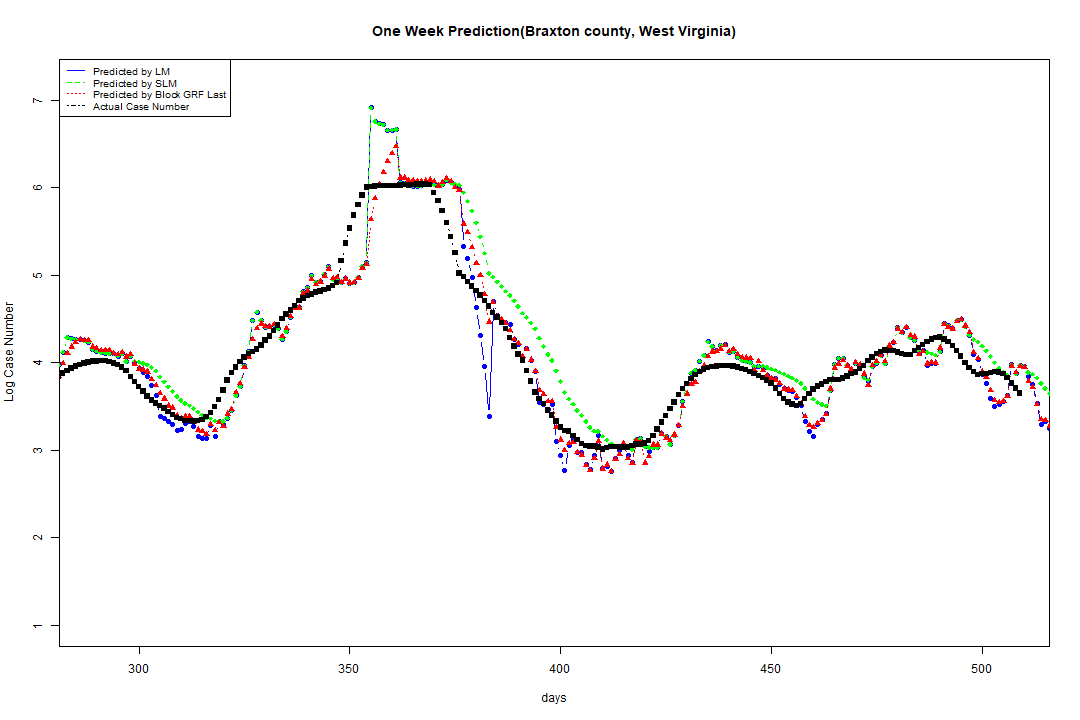 One Week Prediction(Braxton county, West Virginia)
Predicted by LM
Predicted by SLM
Predicted by Block GRF Last
Actual Case Number
Log Case Number
7
6
5
4
3
2
1
300 350 400 450 500
days